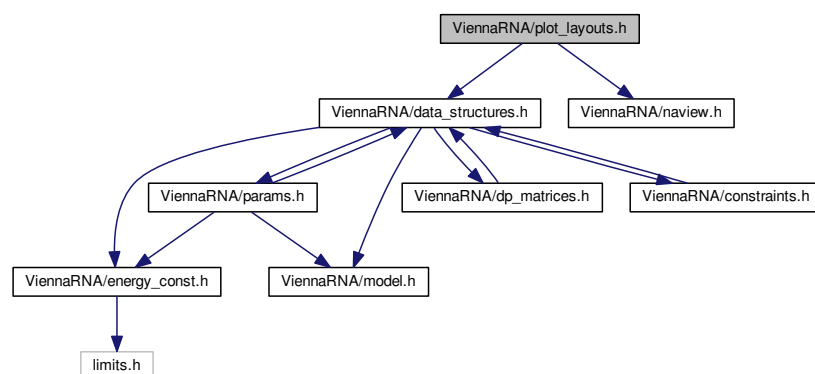 ViennaRNA/plot_layouts.h
ViennaRNA/data_structures.h
ViennaRNA/naview.h
ViennaRNA/params.h
ViennaRNA/dp_matrices.h
ViennaRNA/constraints.h
ViennaRNA/energy_const.h
ViennaRNA/model.h
limits.h